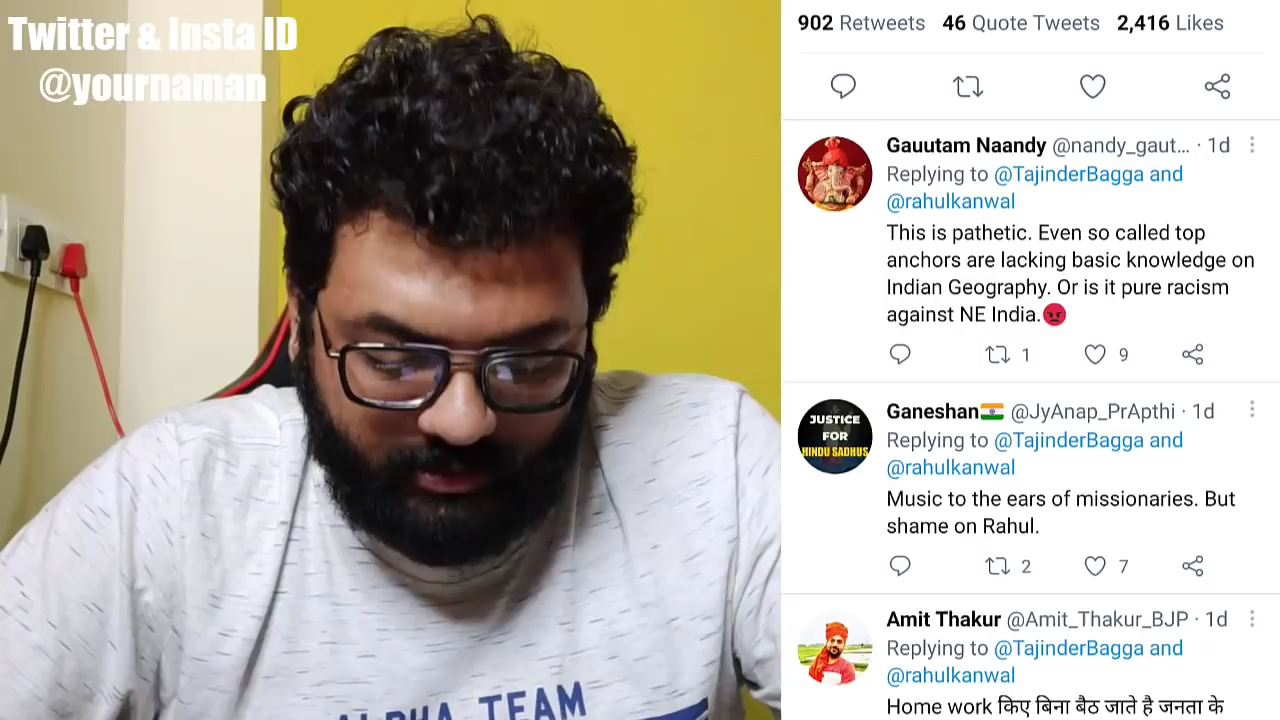 Twitter & Insta ID
@yournaman
ALPHA TEAM
902 Retweets 46 Quote Tweets 2,416 Likes
Gauutam Naandy @nandy_gaut... · 1d
Replying to @TajinderBagga and
@rahulkanwal
This is pathetic. Even so called top
anchors are lacking basic knowledge on
Indian Geography. Or is it pure racism
against NE India.😡
1 9
JUSTICE
FOR
HINDU SADHUS
Ganeshan🇮🇳 @JyAnap_PrApthi · 1d
Replying to @TajinderBagga and
@rahulkanwal
Music to the ears of missionaries. But
shame on Rahul.
2 7
Amit Thakur @Amit_Thakur_BJP · 1d
Replying to @TajinderBagga and
@rahulkanwal
Home work किए बिना बैठ जाते है जनता के